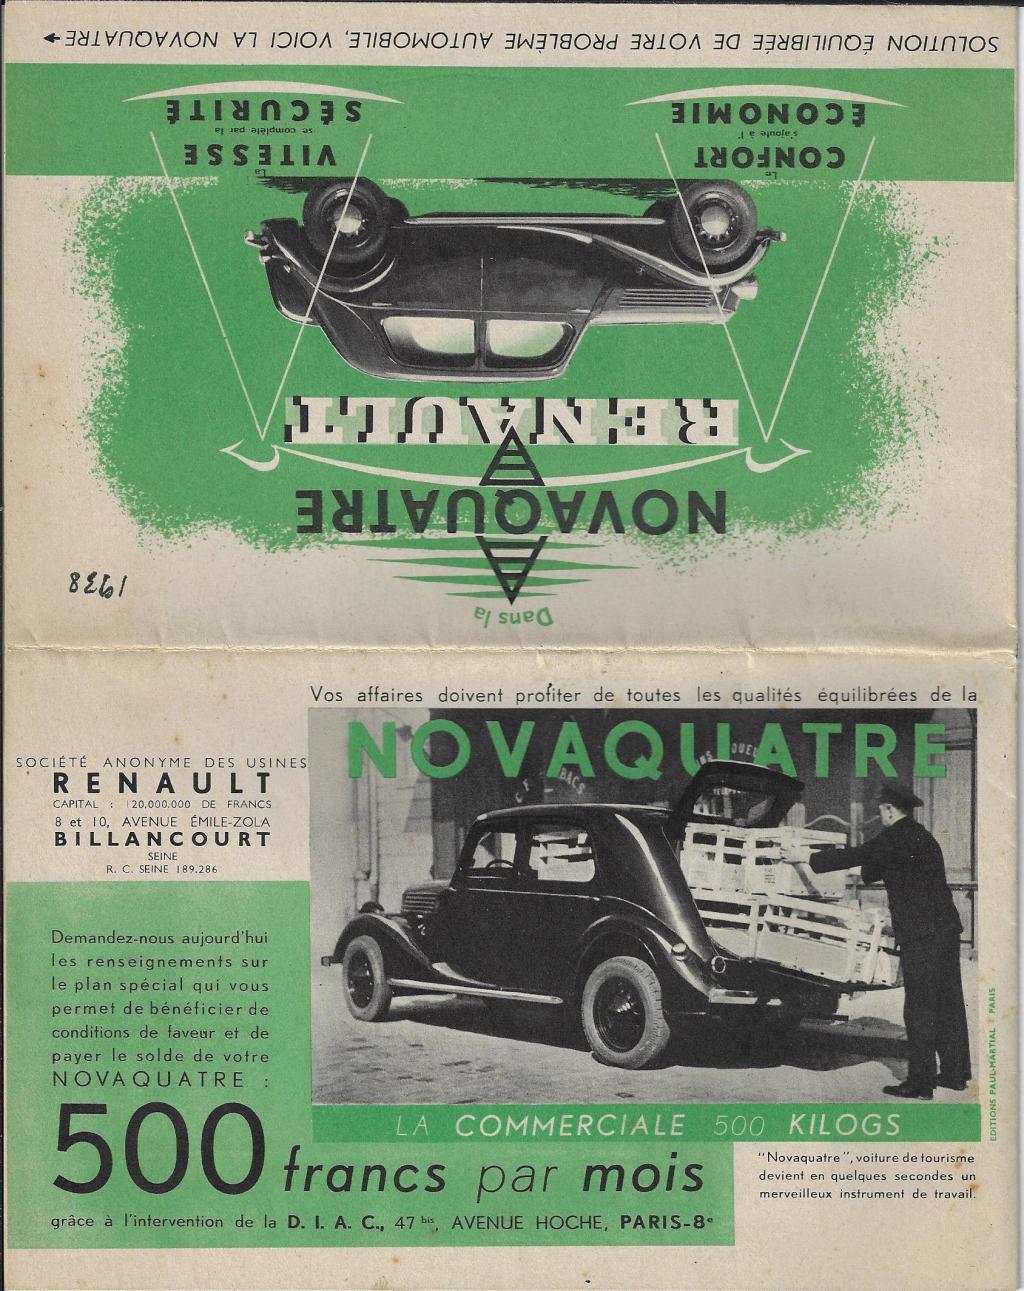 SOLUTION ÉQUILIBRÉE DE VOTRE PROBLÈME AUTOMOBILE, VOICI LA NOVAQUATRE
Dans la
NOVAQUATRE
RENAULT
Le
CONFORT
s'ajoute à l'
ÉCONOMIE
La
VITESSE
se complète par la
SÉCURITÉ
1938
Vos affaires doivent profiter de toutes les qualités équilibrées de la
NOVAQUATRE
SOCIÉTÉ ANONYME DES USINES
RENAULT
CAPITAL : 120.000.000 DE FRANCS
8 et 10, AVENUE ÉMILE-ZOLA
BILLANCOURT
SEINE
R. C. SEINE 189.286
Demandez-nous aujourd'hui
les renseignements sur
le plan spécial qui vous
permet de bénéficier de
conditions de faveur et de
payer le solde de votre
NOVAQUATRE :
500 francs par mois
grâce à l'intervention de la D. I. A. C., 47 bis, AVENUE HOCHE, PARIS-8e
LA COMMERCIALE 500 KILOGS
"Novaquatre", voiture de tourisme
devient en quelques secondes un
merveilleux instrument de travail.
EDITIONS PAUL-MARTIAL PARIS